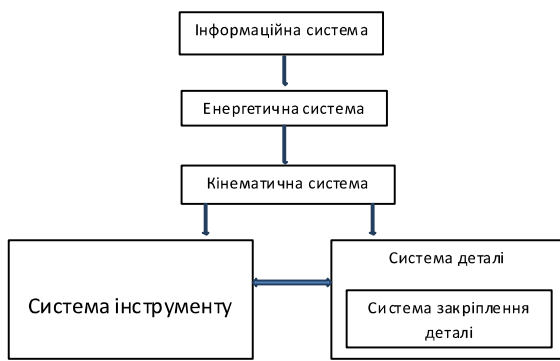 Інформаційна система
Енергетична система
Кінематична система
Система інструменту
Система деталі
Система закріплення
деталі